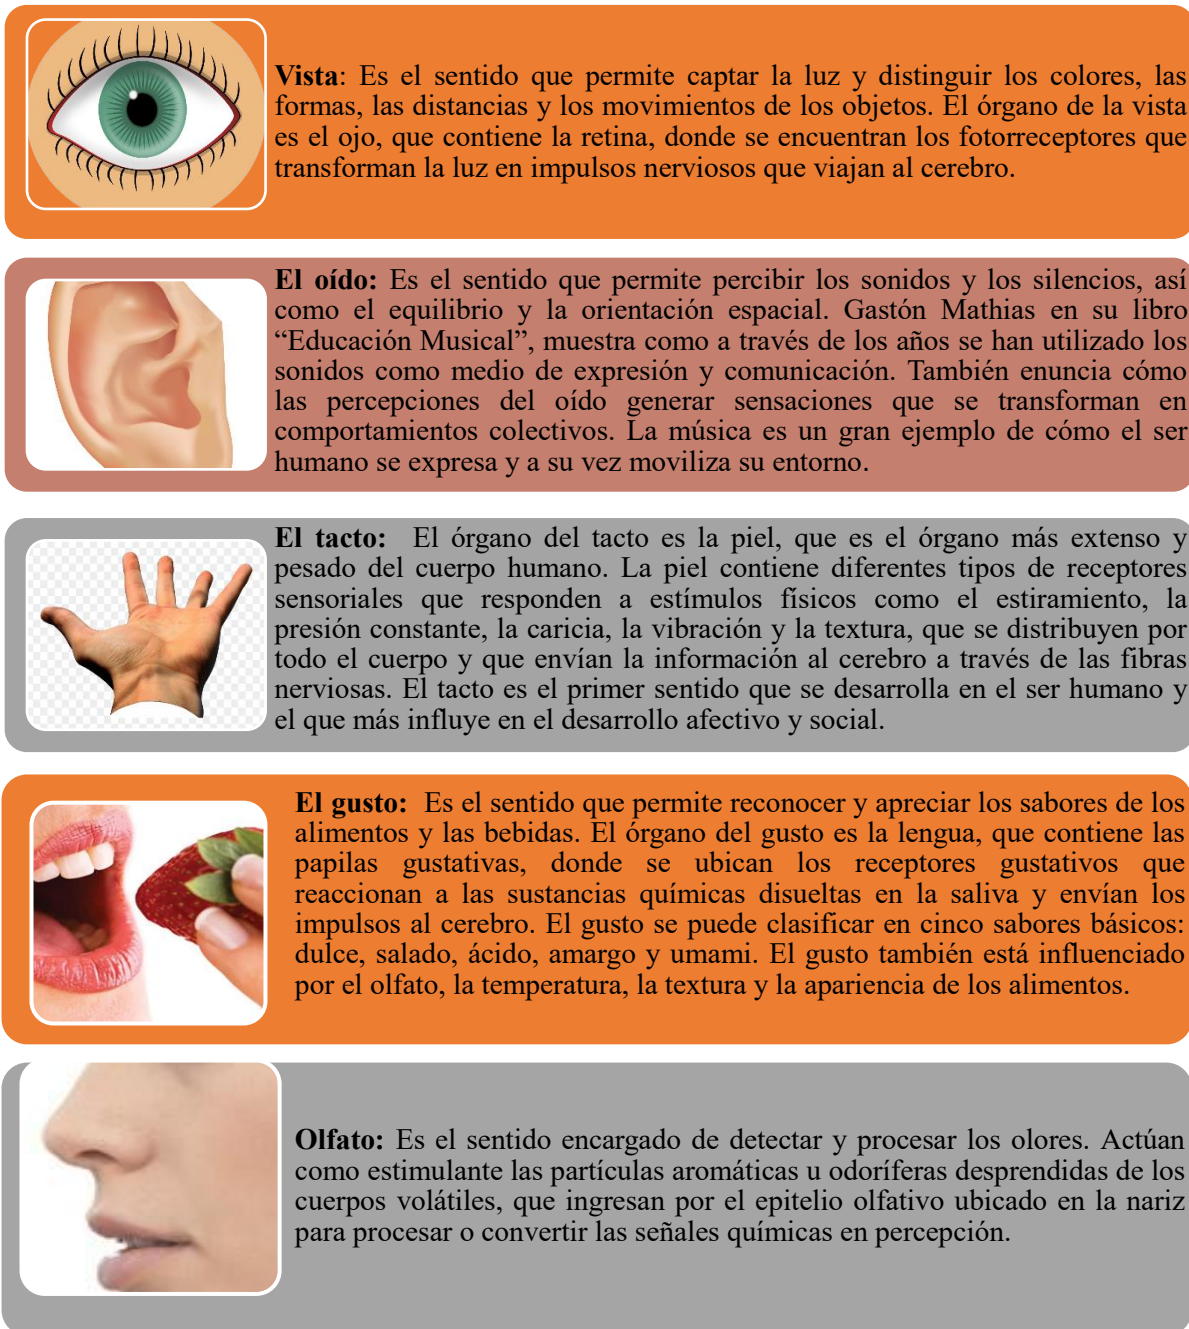 Vista: Es el sentido que permite captar la luz y distinguir los colores, las
formas, las distancias y los movimientos de los objetos. El órgano de la vista
es el ojo, que contiene la retina, donde se encuentran los fotorreceptores que
transforman la luz en impulsos nerviosos que viajan al cerebro.
El oído: Es el sentido que permite percibir los sonidos y los silencios, así
como el equilibrio y la orientación espacial. Gastón Mathias en su libro
“Educación Musical”, muestra como a través de los años se han utilizado los
sonidos como medio de expresión y comunicación. También enuncia cómo
las percepciones del oído generar sensaciones que se transforman en
comportamientos colectivos. La música es un gran ejemplo de cómo el ser
humano se expresa y a su vez moviliza su entorno.
El tacto: El órgano del tacto es la piel, que es el órgano más extenso y
pesado del cuerpo humano. La piel contiene diferentes tipos de receptores
sensoriales que responden a estímulos físicos como el estiramiento, la
presión constante, la caricia, la vibración y la textura, que se distribuyen por
todo el cuerpo y que envían la información al cerebro a través de las fibras
nerviosas. El tacto es el primer sentido que se desarrolla en el ser humano y
el que más influye en el desarrollo afectivo y social.
El gusto: Es el sentido que permite reconocer y apreciar los sabores de los
alimentos y las bebidas. El órgano del gusto es la lengua, que contiene las
papilas gustativas, donde se ubican los receptores gustativos que
reaccionan a las sustancias químicas disueltas en la saliva y envían los
impulsos al cerebro. El gusto se puede clasificar en cinco sabores básicos:
dulce, salado, ácido, amargo y umami. El gusto también está influenciado
por el olfato, la temperatura, la textura y la apariencia de los alimentos.
Olfato: Es el sentido encargado de detectar y procesar los olores. Actúan
como estimulante las partículas aromáticas u odoríferas desprendidas de los
cuerpos volátiles, que ingresan por el epitelio olfativo ubicado en la nariz
para procesar o convertir las señales químicas en percepción.